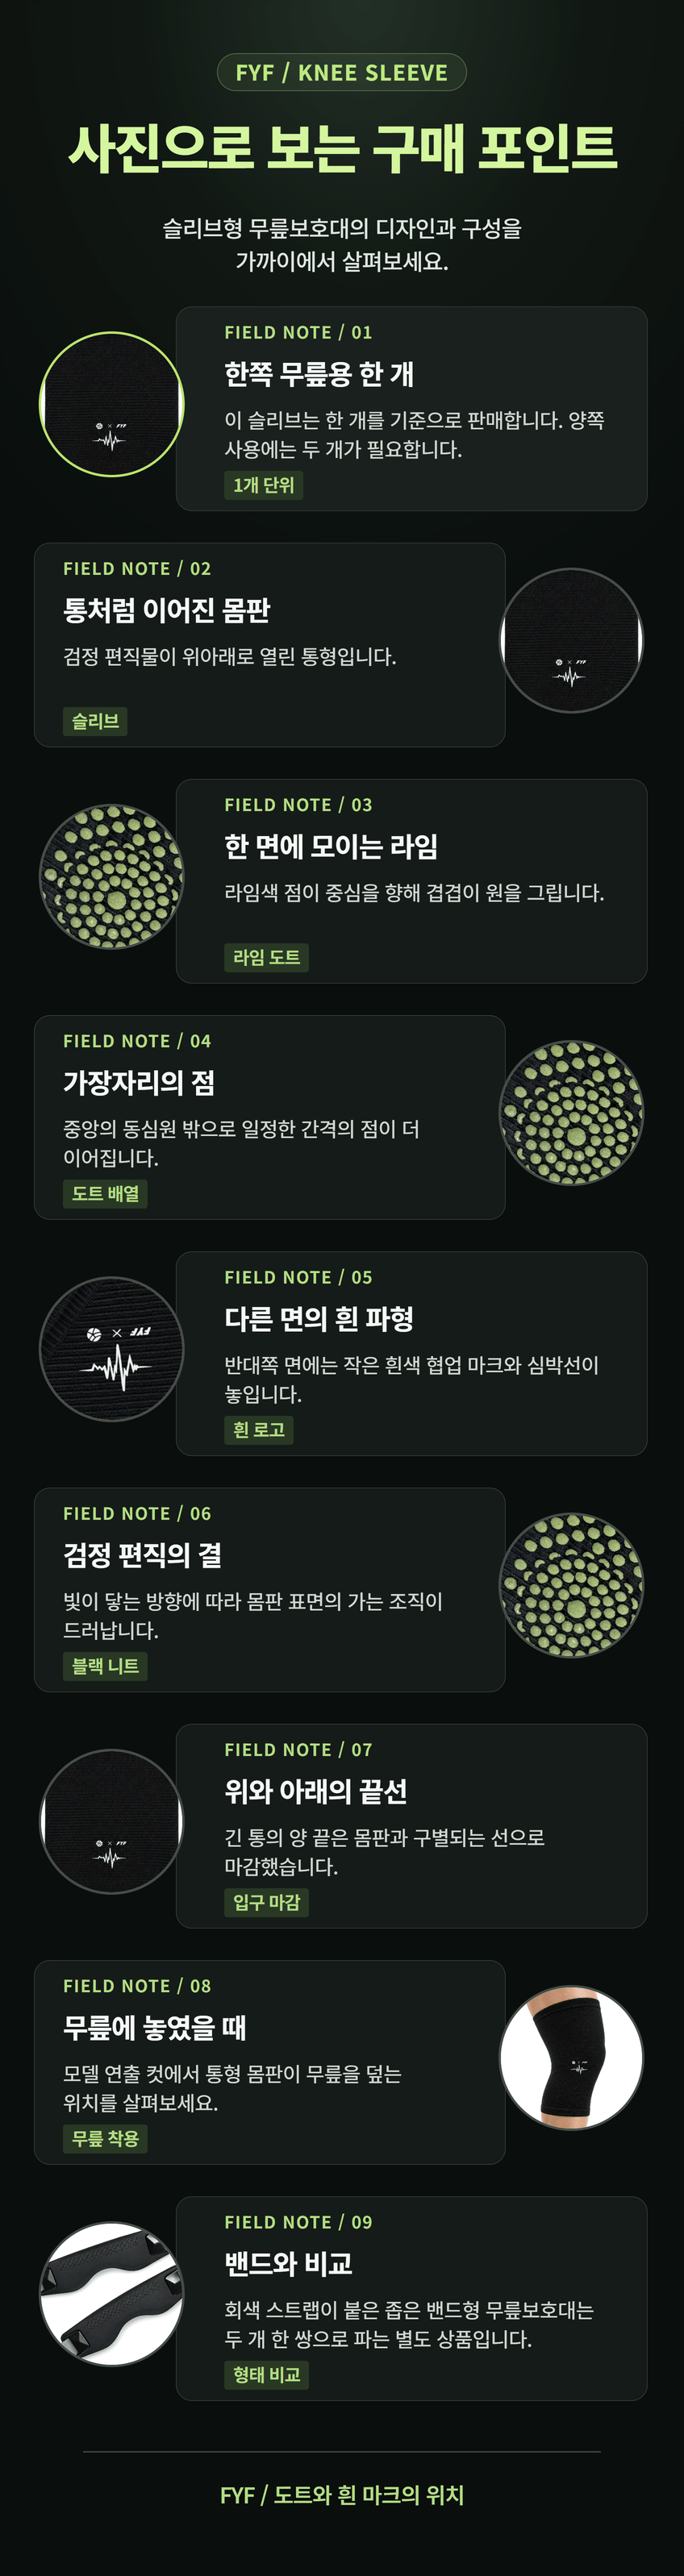 FYF / KNEE SLEEVE
사진으로 보는 구매 포인트
슬리브형 무릎보호대의 디자인과 구성을
가까이에서 살펴보세요.
FIELD NOTE / 01
한쪽 무릎용 한 개
이 슬리브는 한 개를 기준으로 판매합니다. 양쪽
사용에는 두 개가 필요합니다.
1개 단위
× FYF
FIELD NOTE / 02
통처럼 이어진 몸판
검정 편직물이 위아래로 열린 통형입니다.
슬리브
× FYF
FIELD NOTE / 03
한 면에 모이는 라임
라임색 점이 중심을 향해 겹겹이 원을 그립니다.
라임 도트
FIELD NOTE / 04
가장자리의 점
중앙의 동심원 밖으로 일정한 간격의 점이 더
이어집니다.
도트 배열
FIELD NOTE / 05
다른 면의 흰 파형
반대쪽 면에는 작은 흰색 협업 마크와 심박선이
놓입니다.
흰 로고
× FYF
FIELD NOTE / 06
검정 편직의 결
빛이 닿는 방향에 따라 몸판 표면의 가는 조직이
드러납니다.
블랙 니트
FIELD NOTE / 07
위와 아래의 끝선
긴 통의 양 끝은 몸판과 구별되는 선으로
마감했습니다.
입구 마감
× FYF
FIELD NOTE / 08
무릎에 놓였을 때
모델 연출 컷에서 통형 몸판이 무릎을 덮는
위치를 살펴보세요.
무릎 착용
FIELD NOTE / 09
밴드와 비교
회색 스트랩이 붙은 좁은 밴드형 무릎보호대는
두 개 한 쌍으로 파는 별도 상품입니다.
형태 비교
FYF / 도트와 흰 마크의 위치